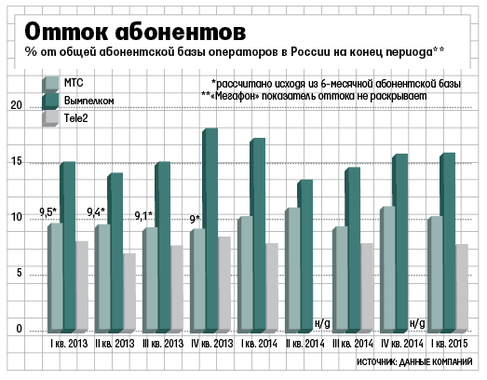 Отток абонентов
% от общей абонентской базы операторов в России на конец периода**
МТС
Вымпелком
Tele2
*рассчитано исходя из 6-месячной абонентской базы
**«Мегафон» показатель оттока не раскрывает
20
15
10
5
0
9,5*
9,4*
9,1*
9*
н/д
н/д
I кв. 2013
II кв. 2013
III кв. 2013
IV кв. 2013
I кв. 2014
II кв. 2014
III кв. 2014
IV кв. 2014
I кв. 2015
ИСТОЧНИК: ДАННЫЕ КОМПАНИЙ